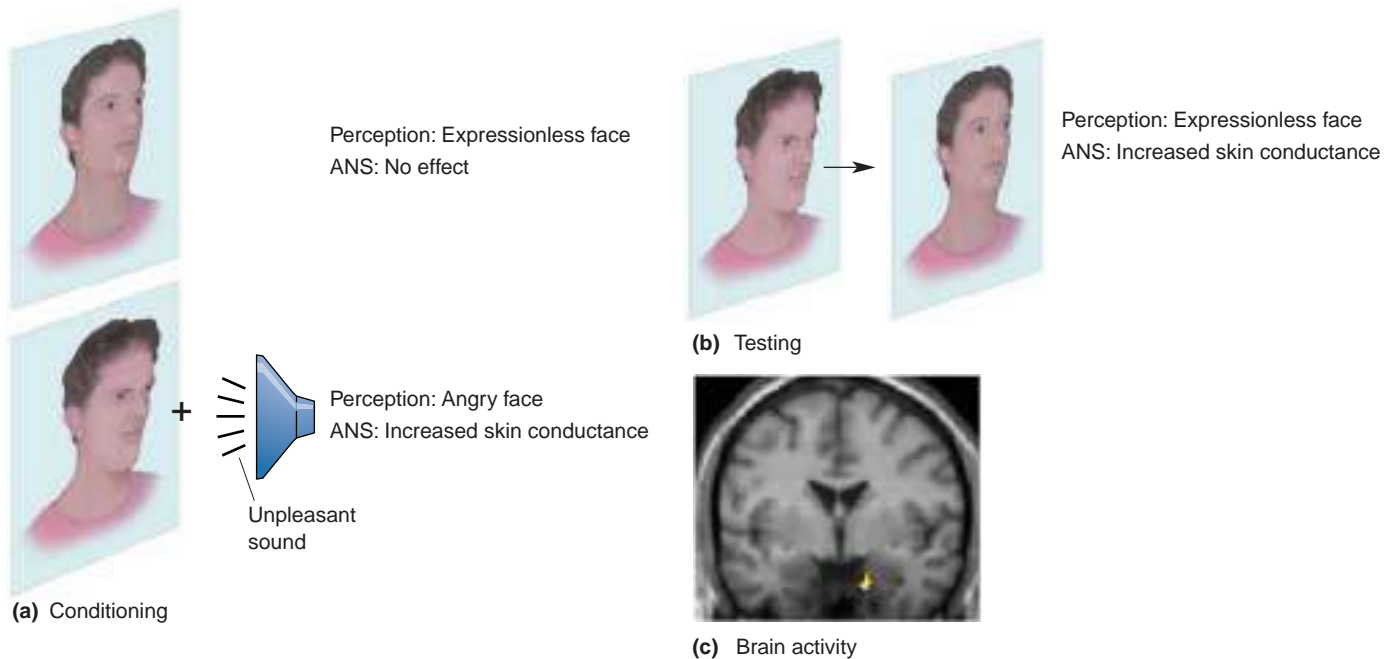 Perception: Expressionless face
ANS: No effect
+
Perception: Angry face
ANS: Increased skin conductance
Unpleasant
sound
(a) Conditioning
Perception: Expressionless face
ANS: Increased skin conductance
(b) Testing
(c) Brain activity